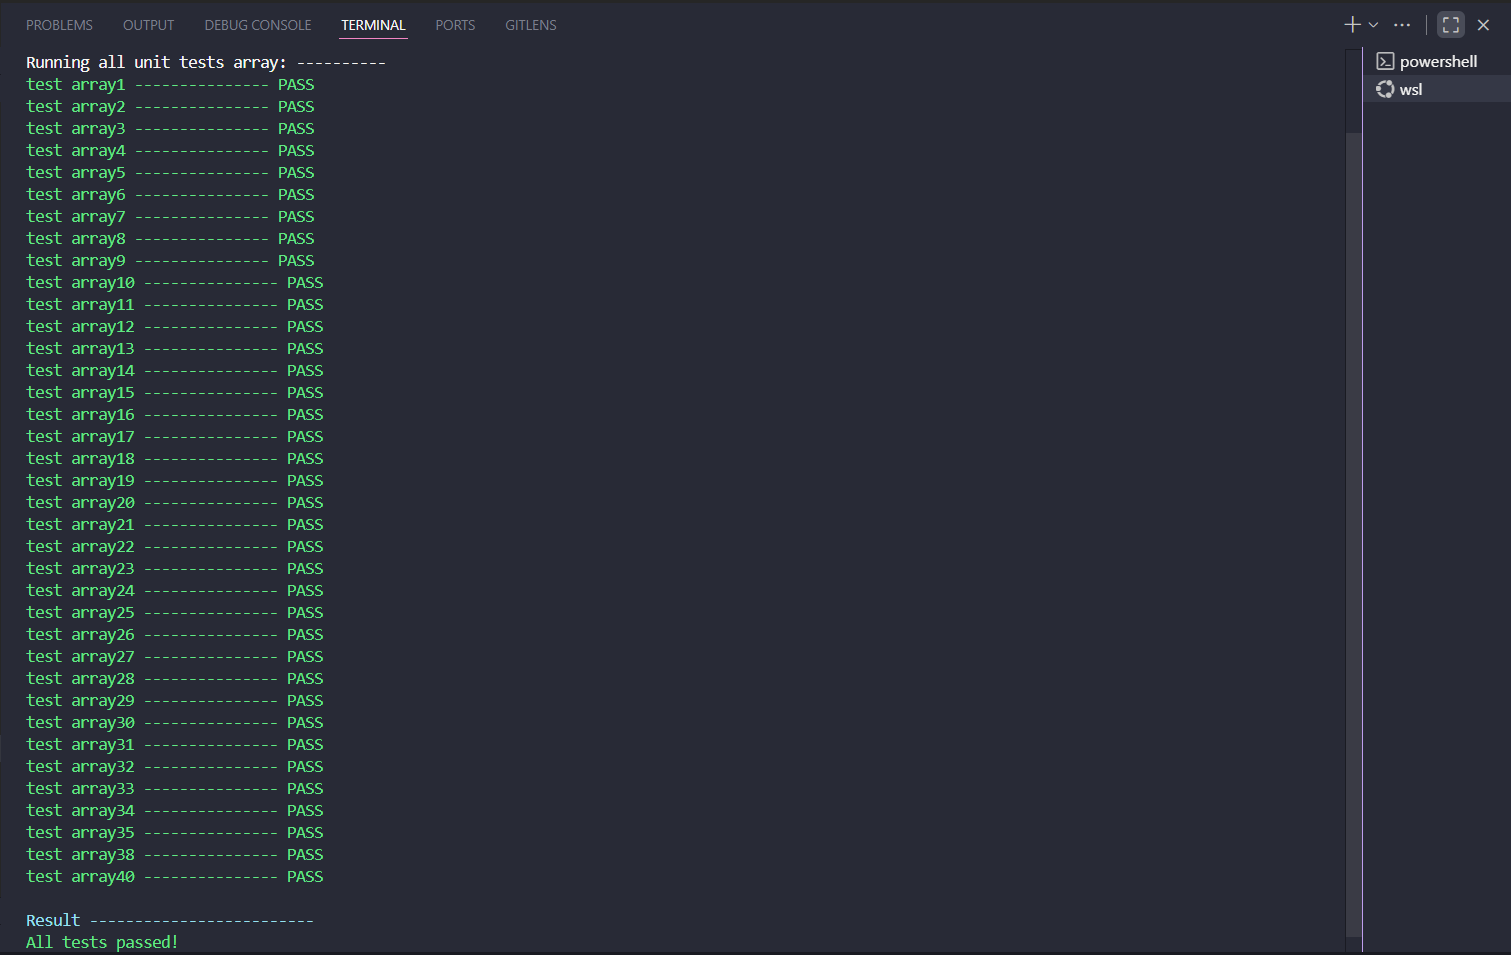 PROBLEMS OUTPUT DEBUG CONSOLE TERMINAL PORTS GITLENS
Running all unit tests array: ----------
test array1 --------------- PASS
test array2 --------------- PASS
test array3 --------------- PASS
test array4 --------------- PASS
test array5 --------------- PASS
test array6 --------------- PASS
test array7 --------------- PASS
test array8 --------------- PASS
test array9 --------------- PASS
test array10 --------------- PASS
test array11 --------------- PASS
test array12 --------------- PASS
test array13 --------------- PASS
test array14 --------------- PASS
test array15 --------------- PASS
test array16 --------------- PASS
test array17 --------------- PASS
test array18 --------------- PASS
test array19 --------------- PASS
test array20 --------------- PASS
test array21 --------------- PASS
test array22 --------------- PASS
test array23 --------------- PASS
test array24 --------------- PASS
test array25 --------------- PASS
test array26 --------------- PASS
test array27 --------------- PASS
test array28 --------------- PASS
test array29 --------------- PASS
test array30 --------------- PASS
test array31 --------------- PASS
test array32 --------------- PASS
test array33 --------------- PASS
test array34 --------------- PASS
test array35 --------------- PASS
test array38 --------------- PASS
test array40 --------------- PASS
Result -------------------------
All tests passed!
powershell
wsl